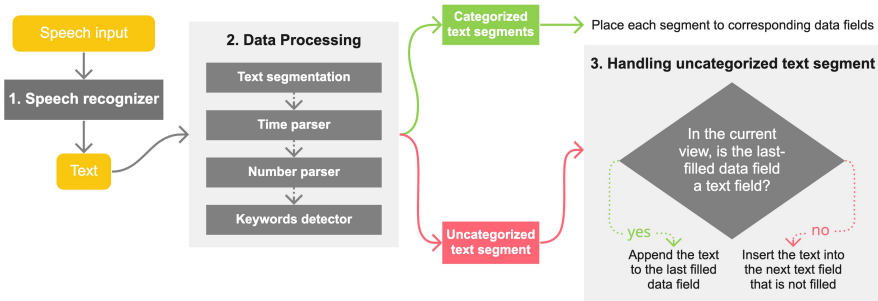 Speech input
1. Speech recognizer
Text
2. Data Processing
Text segmentation
Time parser
Number parser
Keywords detector
Categorized
text segments
Place each segment to corresponding data fields
Uncategorized
text segment
3. Handling uncategorized text segment
In the current
view, is the last-
filled data field
a text field?
yes
Append the text
to the last filled
data field
no
Insert the text into
the next text field
that is not filled